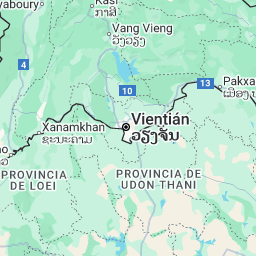 Kasi
ກາສີ
Vang Vieng
ວັງວຽງ
4
10
13
Pakxa
ເມືອງ
Vientián
ວຽງຈັນ
Xanamkhan
ຊະນະຄາມ
PROVINCIA
DE LOEI
PROVINCIA DE
UDON THANI